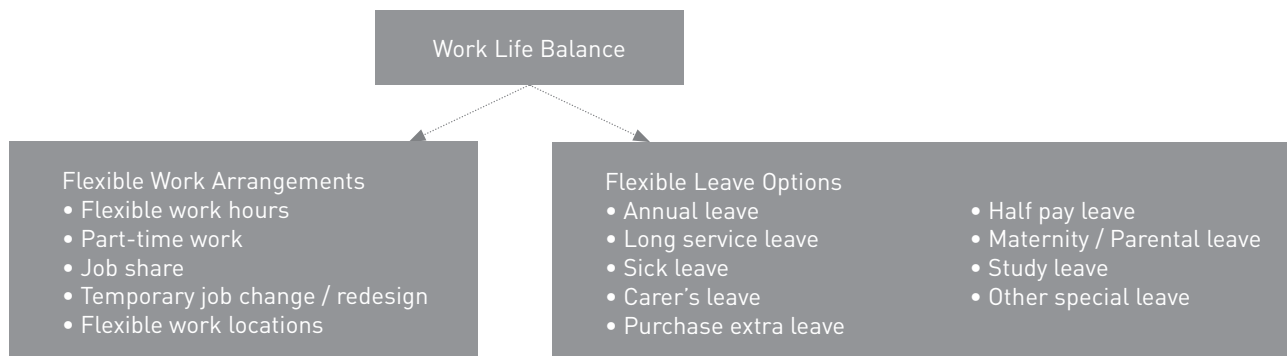 Work Life Balance
Flexible Work Arrangements
• Flexible work hours
• Part-time work
• Job share
• Temporary job change / redesign
• Flexible work locations
Flexible Leave Options
• Annual leave
• Long service leave
• Sick leave
• Carer’s leave
• Purchase extra leave
• Half pay leave
• Maternity / Parental leave
• Study leave
• Other special leave